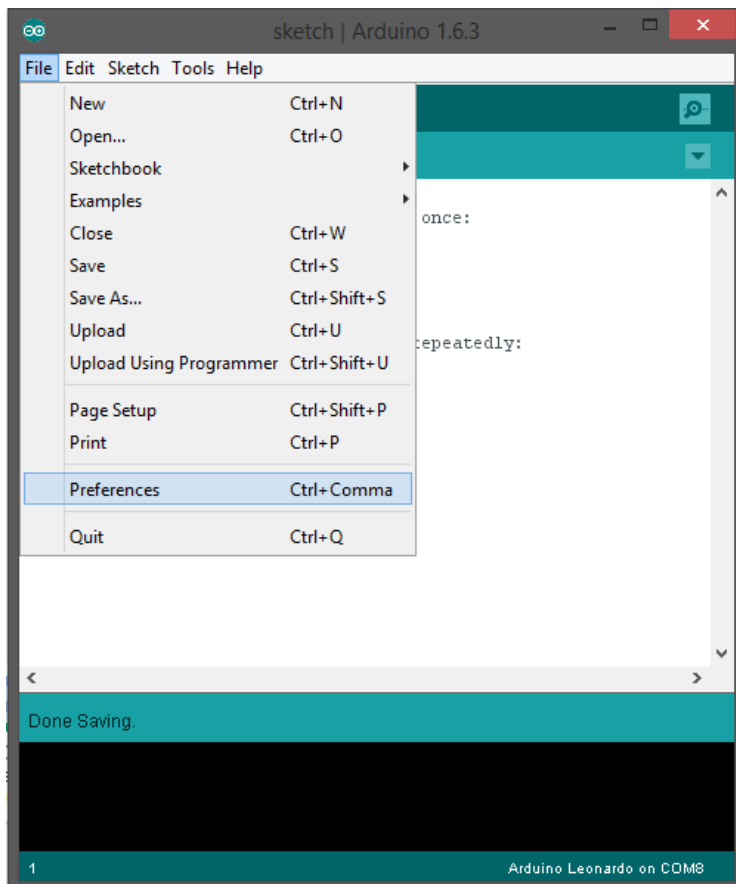 sketch | Arduino 1.6.3
File Edit Sketch Tools Help
New Ctrl+N
Open... Ctrl+O
Sketchbook
Examples
Close Ctrl+W
Save Ctrl+S
Save As... Ctrl+Shift+S
Upload Ctrl+U
Upload Using Programmer Ctrl+Shift+U
Page Setup Ctrl+Shift+P
Print Ctrl+P
Preferences Ctrl+Comma
Quit Ctrl+Q
once:
epeatedly:
Done Saving.
1 Arduino Leonardo on COM8